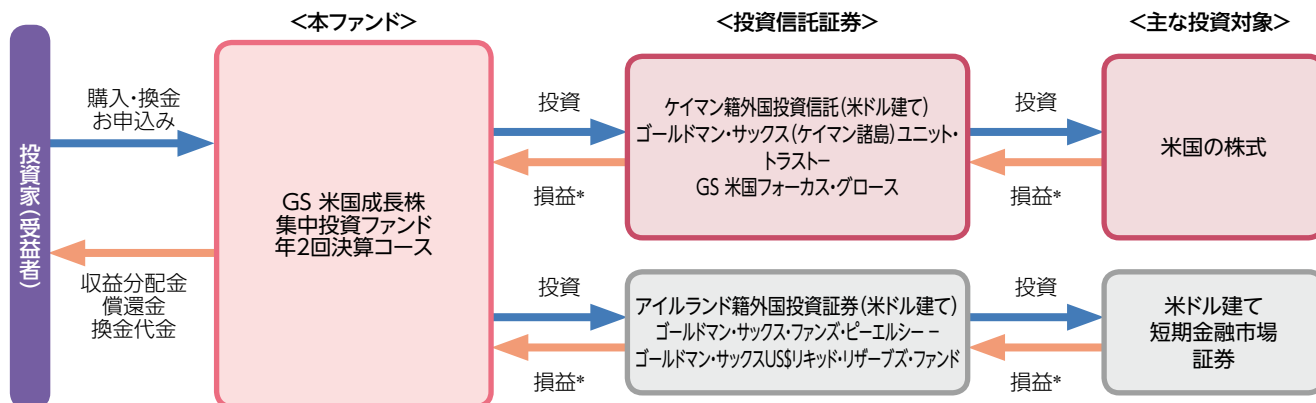 <本ファンド>
<投資信託証券>
<主な投資対象>
投資家(受益者)
購入・換金
お申込み
収益分配金
償還金
換金代金
GS 米国成長株
集中投資ファンド
年2回決算コース
投資
損益*
ケイマン籍外国投資信託(米ドル建て)
ゴールドマン・サックス(ケイマン諸島)ユニット・
トラストー
GS 米国フォーカス・グロース
投資
損益*
米国の株式
投資
損益*
アイルランド籍外国投資証券(米ドル建て)
ゴールドマン・サックス・ファンズ・ピーエルシー －
ゴールドマン・サックスUS$リキッド・リザーブズ・ファンド
投資
損益*
米ドル建て
短期金融市場
証券